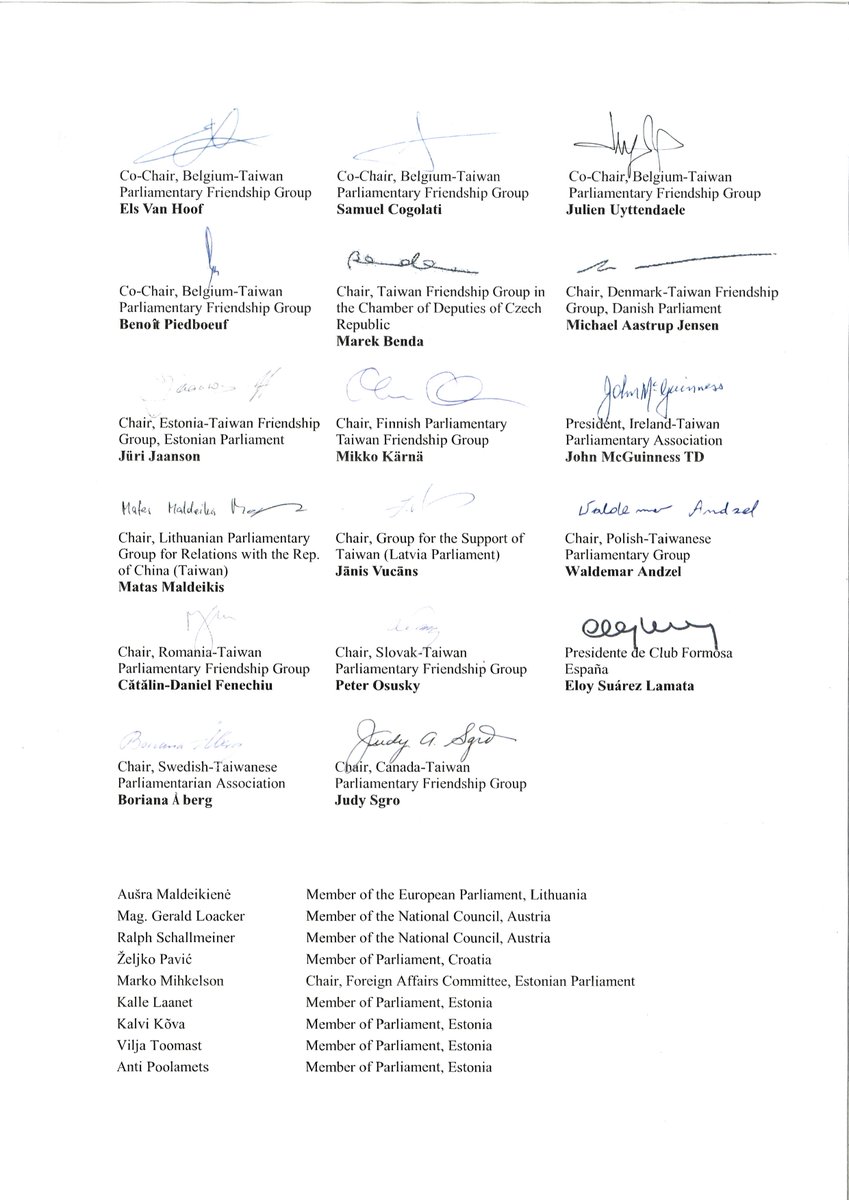 Co-Chair, Belgium-Taiwan
Parliamentary Friendship Group
Els Van Hoof
Co-Chair, Belgium-Taiwan
Parliamentary Friendship Group
Samuel Cogolati
Co-Chair, Belgium-Taiwan
Parliamentary Friendship Group
Julien Uyttendaele
Co-Chair, Belgium-Taiwan
Parliamentary Friendship Group
Benoît Piedboeuf
Benda
Chair, Taiwan Friendship Group in
the Chamber of Deputies of Czech
Republic
Marek Benda
Chair, Denmark-Taiwan Friendship
Group, Danish Parliament
Michael Aastrup Jensen
Chair, Estonia-Taiwan Friendship
Group, Estonian Parliament
Jüri Jaanson
Chair, Finnish Parliamentary
Taiwan Friendship Group
Mikko Kärnä
John McGuinness
President, Ireland-Taiwan
Parliamentary Association
John McGuinness TD
Matas Maldeikis
Chair, Lithuanian Parliamentary
Group for Relations with the Rep.
of China (Taiwan)
Matas Maldeikis
Chair, Group for the Support of
Taiwan (Latvia Parliament)
Jānis Vucāns
Waldemar Andzel
Chair, Polish-Taiwanese
Parliamentary Group
Waldemar Andzel
Chair, Romania-Taiwan
Parliamentary Friendship Group
Cătălin-Daniel Fenechiu
Chair, Slovak-Taiwan
Parliamentary Friendship Group
Peter Osusky
Presidente de Club Formosa
España
Eloy Suárez Lamata
Chair, Swedish-Taiwanese
Parliamentarian Association
Boriana Åberg
Judy A. Sgro
Chair, Canada-Taiwan
Parliamentary Friendship Group
Judy Sgro
Aušra Maldeikienė Member of the European Parliament, Lithuania
Mag. Gerald Loacker Member of the National Council, Austria
Ralph Schallmeiner Member of the National Council, Austria
Željko Pavić Member of Parliament, Croatia
Marko Mihkelson Chair, Foreign Affairs Committee, Estonian Parliament
Kalle Laanet Member of Parliament, Estonia
Kalvi Kõva Member of Parliament, Estonia
Vilja Toomast Member of Parliament, Estonia
Anti Poolamets Member of Parliament, Estonia